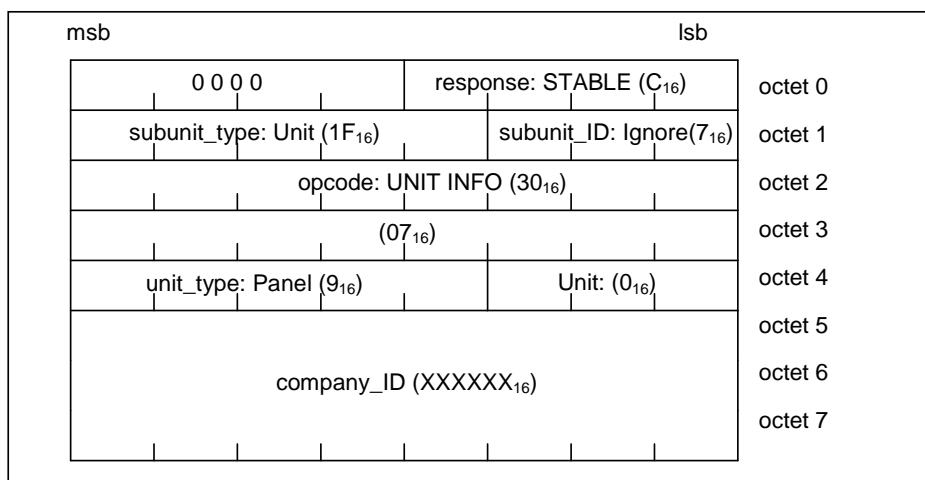 msb lsb
0 0 0 0 response: STABLE (C₁₆) octet 0
subunit_type: Unit (1F₁₆) subunit_ID: Ignore(7₁₆) octet 1
opcode: UNIT INFO (30₁₆) octet 2
(07₁₆) octet 3
unit_type: Panel (9₁₆) Unit: (0₁₆) octet 4
octet 5
company_ID (XXXXXX₁₆) octet 6
octet 7